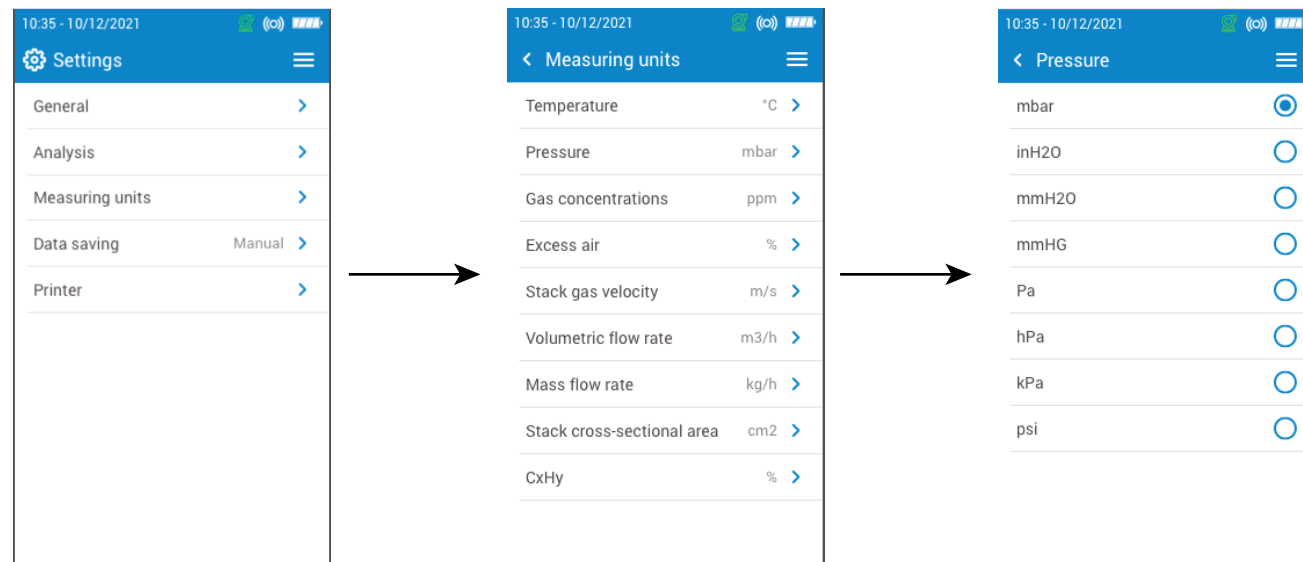 10:35 - 10/12/2021
Settings
General
Analysis
Measuring units
Data saving Manual
Printer
10:35 - 10/12/2021
Measuring units
Temperature °C
Pressure mbar
Gas concentrations ppm
Excess air %
Stack gas velocity m/s
Volumetric flow rate m3/h
Mass flow rate kg/h
Stack cross-sectional area cm2
CxHy %
10:35 - 10/12/2021
Pressure
mbar
inH2O
mmH2O
mmHG
Pa
hPa
kPa
psi